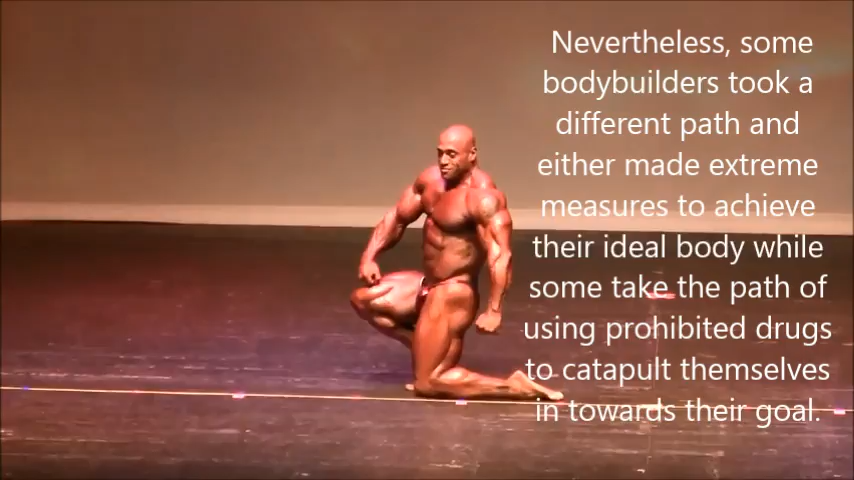 Nevertheless, some
bodybuilders took a
different path and
either made extreme
measures to achieve
their ideal body while
some take the path of
using prohibited drugs
to catapult themselves
in towards their goal.